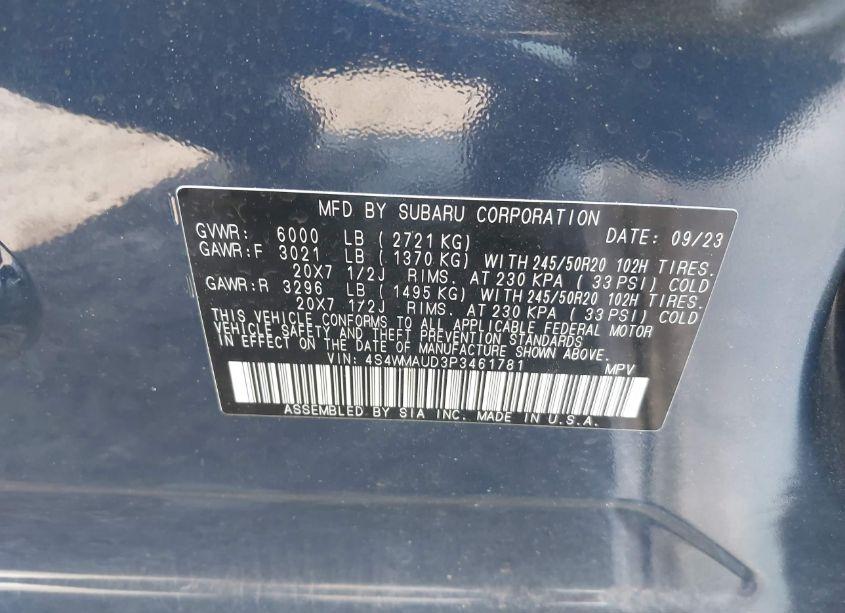 MFD BY SUBARU CORPORATION
GVWR: 6000 LB ( 2721 KG) DATE: 09/23
GAWR:F 3021 LB ( 1370 KG) WITH 245/50R20 102H TIRES.
20X7 1/2J RIMS. AT 230 KPA ( 33 PSI) COLD
GAWR:R 3296 LB ( 1495 KG) WITH 245/50R20 102H TIRES.
20X7 1/2J RIMS. AT 230 KPA ( 33 PSI) COLD
THIS VEHICLE CONFORMS TO ALL APPLICABLE FEDERAL MOTOR
VEHICLE SAFETY AND THEFT PREVENTION STANDARDS
IN EFFECT ON THE DATE OF MANUFACTURE SHOWN ABOVE.
VIN: 4S4WMAUD3P3461781 MPV
ASSEMBLED BY SIA INC. MADE IN U.S.A.